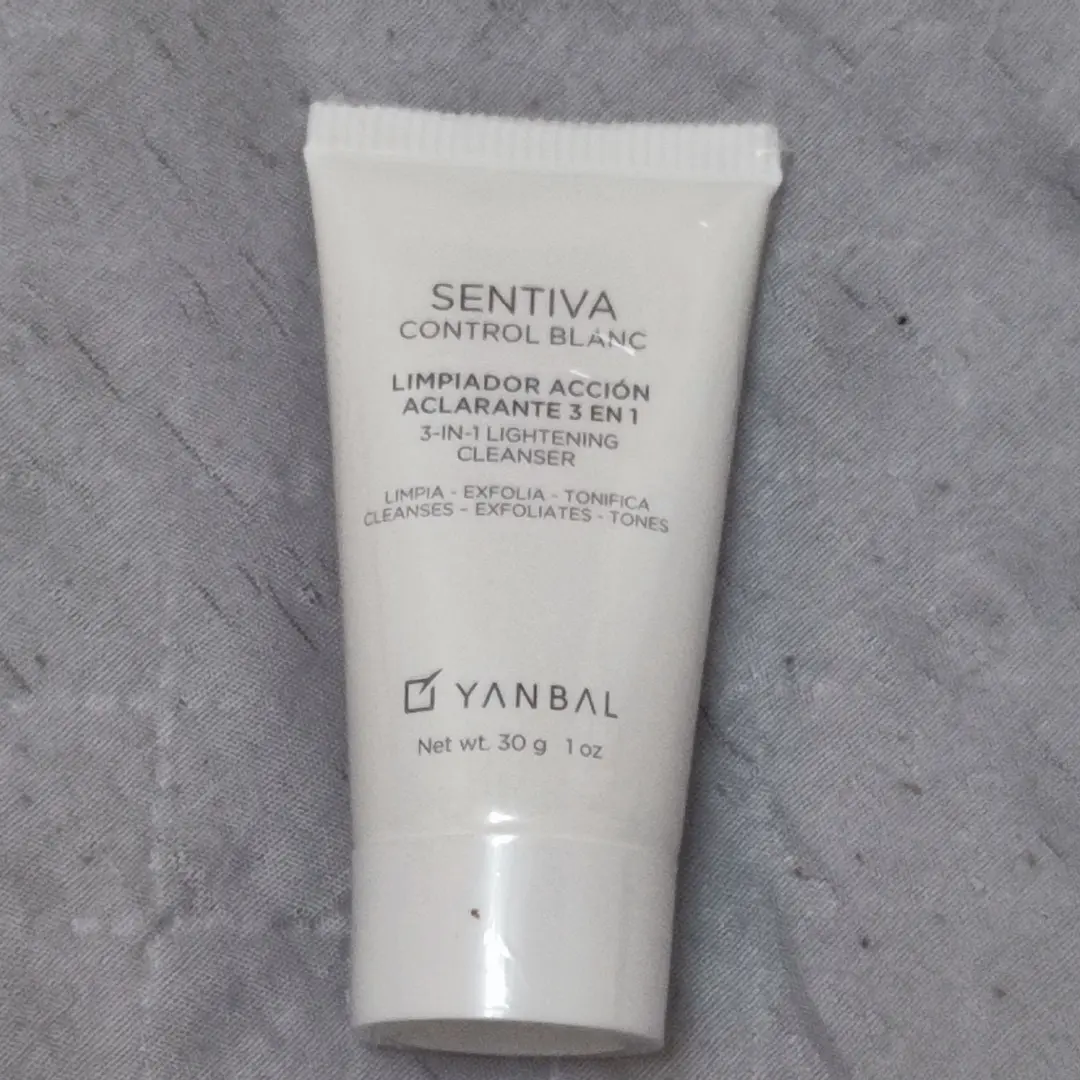 SENTIVA
CONTROL BLANC
LIMPIADOR ACCIÓN
ACLARANTE 3 EN 1
3-IN-1 LIGHTENING
CLEANSER
LIMPIA - EXFOLIA - TONIFICA
CLEANSES - EXFOLIATES - TONES
YANBAL
Net wt. 30 g 1 oz